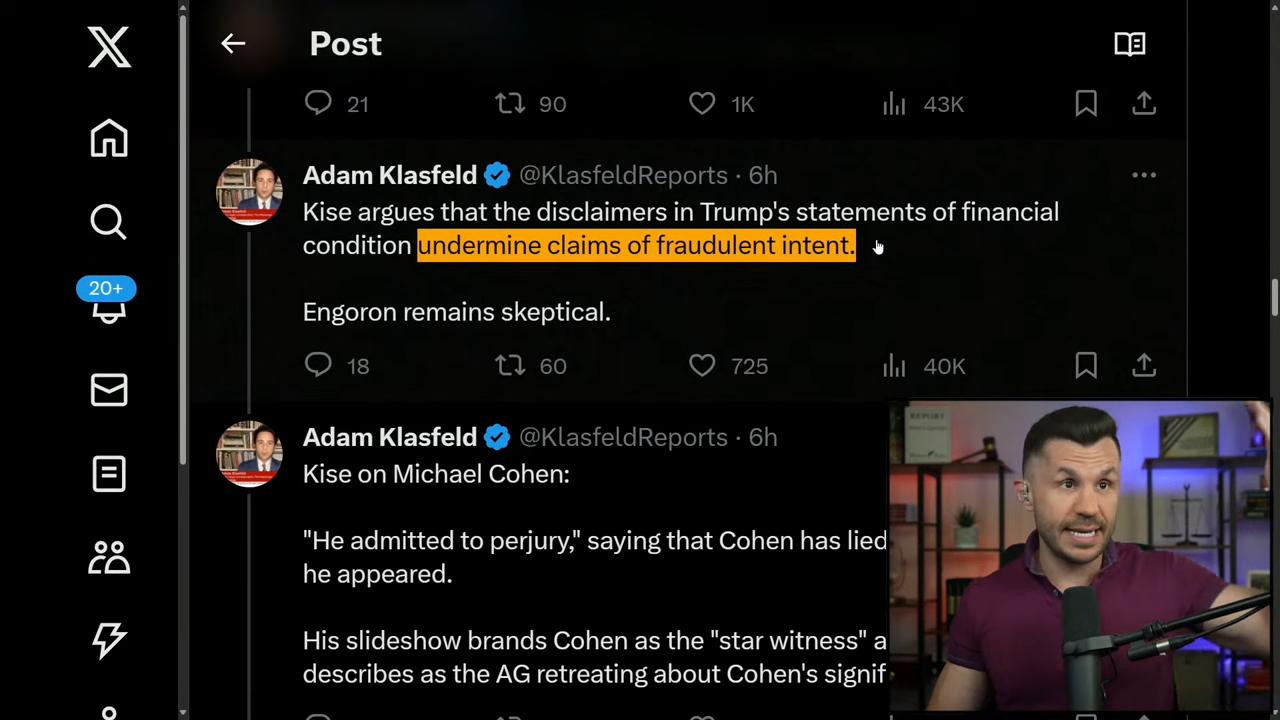 Post
21 90 1K 43K
Adam Klasfeld @KlasfeldReports · 6h
Kise argues that the disclaimers in Trump's statements of financial
condition undermine claims of fraudulent intent.
20+
Engoron remains skeptical.
18 60 725 40K
Adam Klasfeld @KlasfeldReports · 6h
Kise on Michael Cohen:
"He admitted to perjury," saying that Cohen has lied
he appeared.
His slideshow brands Cohen as the "star witness" a
describes as the AG retreating about Cohen's signif
REPORT